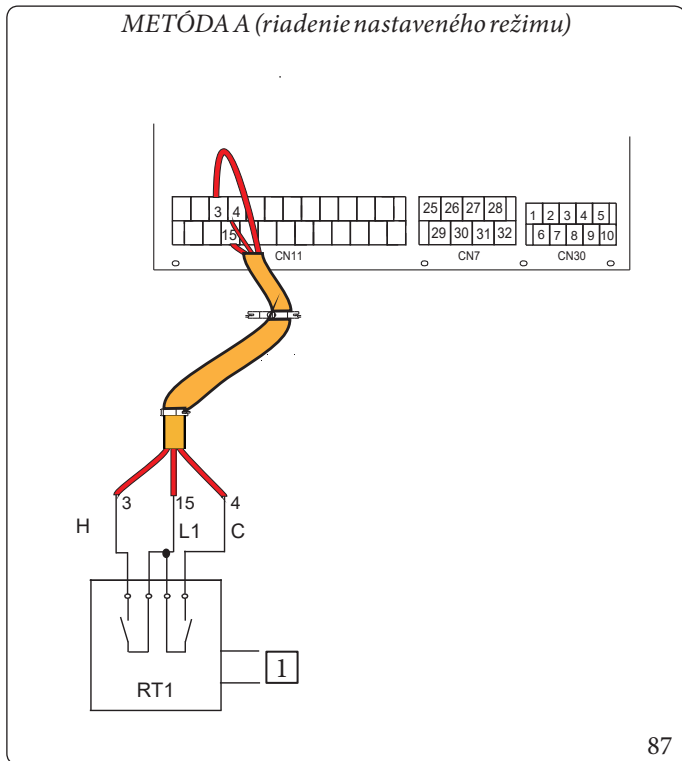 METÓDA A (riadenie nastaveného režimu)
3 4
15
CN11
25 26 27 28
29 30 31 32
CN7
1 2 3 4 5
6 7 8 9 10
CN30
3 15 4
H L1 C
RT1
1
87